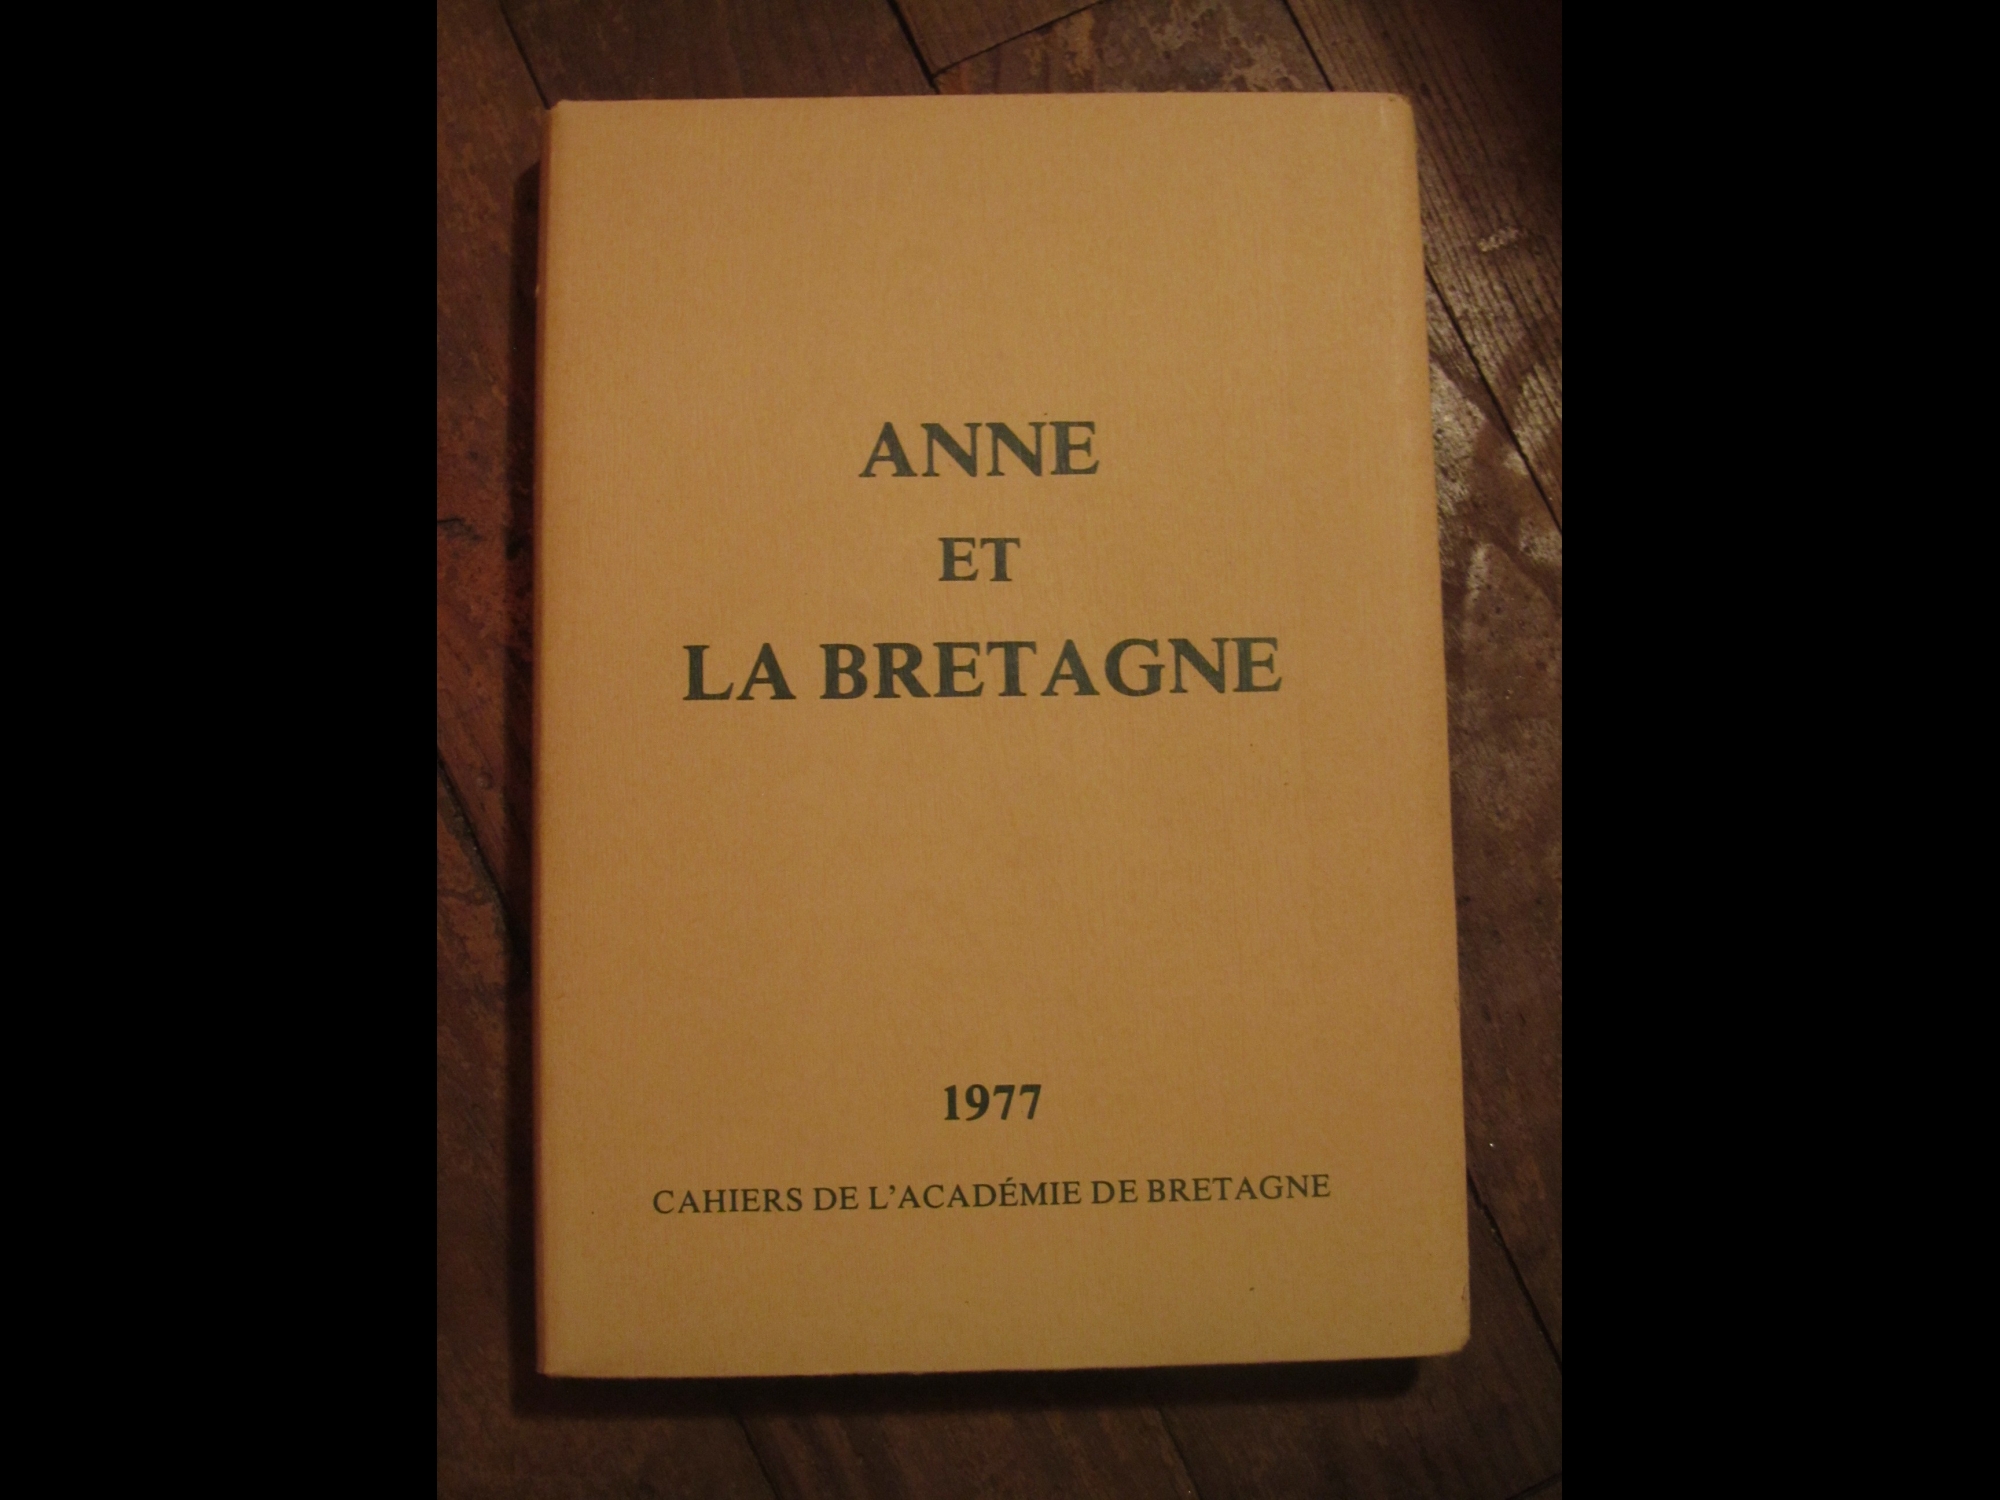 ANNE
ET
LA BRETAGNE
1977
CAHIERS DE L'ACADÉMIE DE BRETAGNE